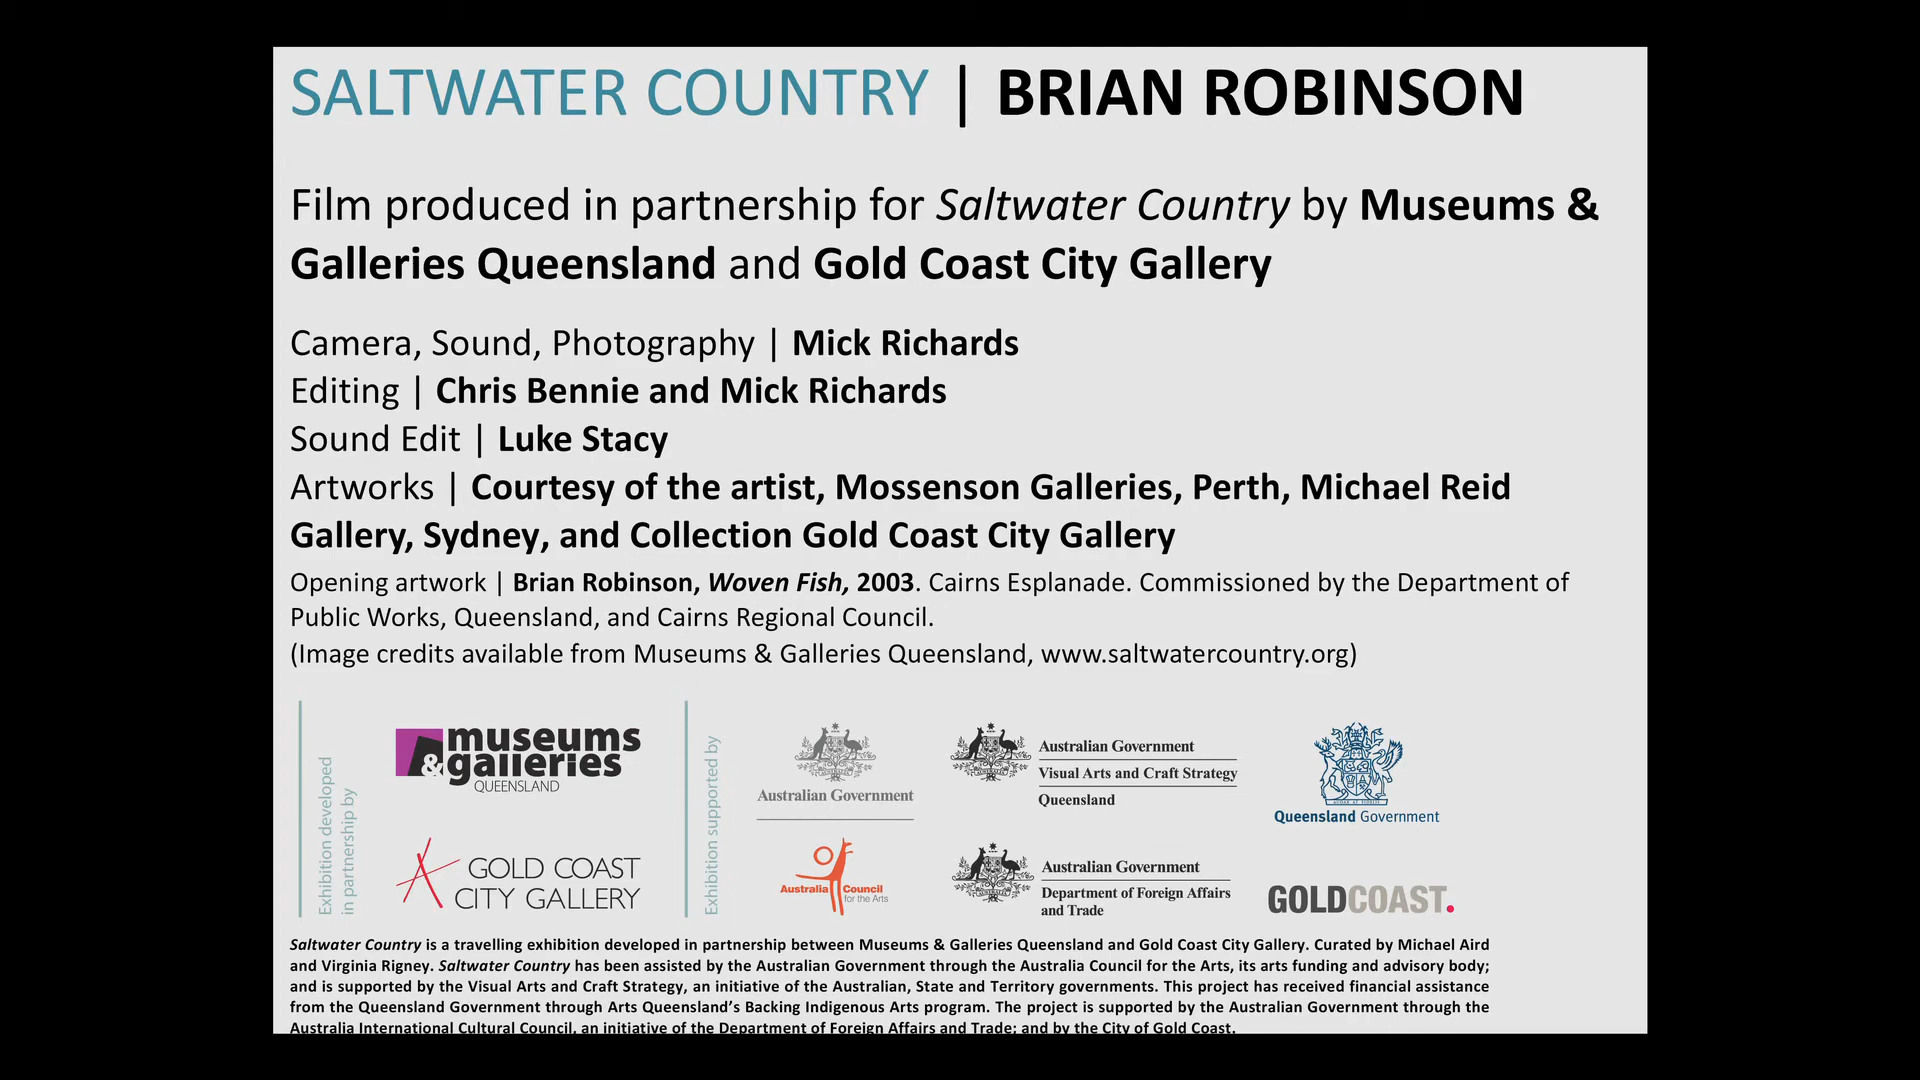 SALTWATER COUNTRY | BRIAN ROBINSON
Film produced in partnership for Saltwater Country by Museums &
Galleries Queensland and Gold Coast City Gallery
Camera, Sound, Photography | Mick Richards
Editing | Chris Bennie and Mick Richards
Sound Edit | Luke Stacy
Artworks | Courtesy of the artist, Mossenson Galleries, Perth, Michael Reid
Gallery, Sydney, and Collection Gold Coast City Gallery
Opening artwork | Brian Robinson, Woven Fish, 2003. Cairns Esplanade. Commissioned by the Department of
Public Works, Queensland, and Cairns Regional Council.
(Image credits available from Museums & Galleries Queensland, www.saltwatercountry.org)
Exhibition developed
in partnership by
museums
&galleries
QUEENSLAND
GOLD COAST
CITY GALLERY
Exhibition supported by
Australian Government
Australia Council
for the Arts
Australian Government
Visual Arts and Craft Strategy
Queensland
Australian Government
Department of Foreign Affairs
and Trade
Queensland Government
GOLDCOAST.
Saltwater Country is a travelling exhibition developed in partnership between Museums & Galleries Queensland and Gold Coast City Gallery. Curated by Michael Aird
and Virginia Rigney. Saltwater Country has been assisted by the Australian Government through the Australia Council for the Arts, its arts funding and advisory body;
and is supported by the Visual Arts and Craft Strategy, an initiative of the Australian, State and Territory governments. This project has received financial assistance
from the Queensland Government through Arts Queensland's Backing Indigenous Arts program. The project is supported by the Australian Government through the
Australia International Cultural Council, an initiative of the Department of Foreign Affairs and Trade; and by the City of Gold Coast.